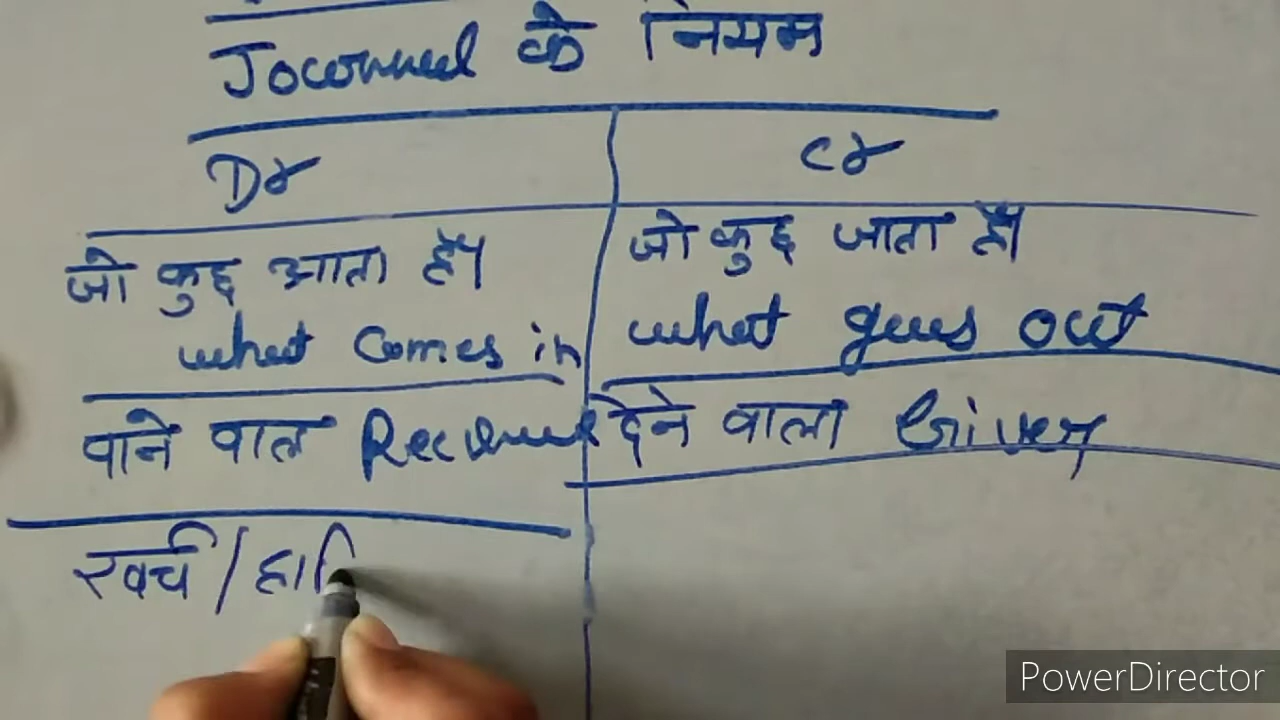 Journal के नियम
Dr Cr
जो कुछ आता है। जो कुछ जाता है।
what comes in what goes out
पाने वाल Receiver देने वाला Giver
खर्च / हानि
PowerDirector